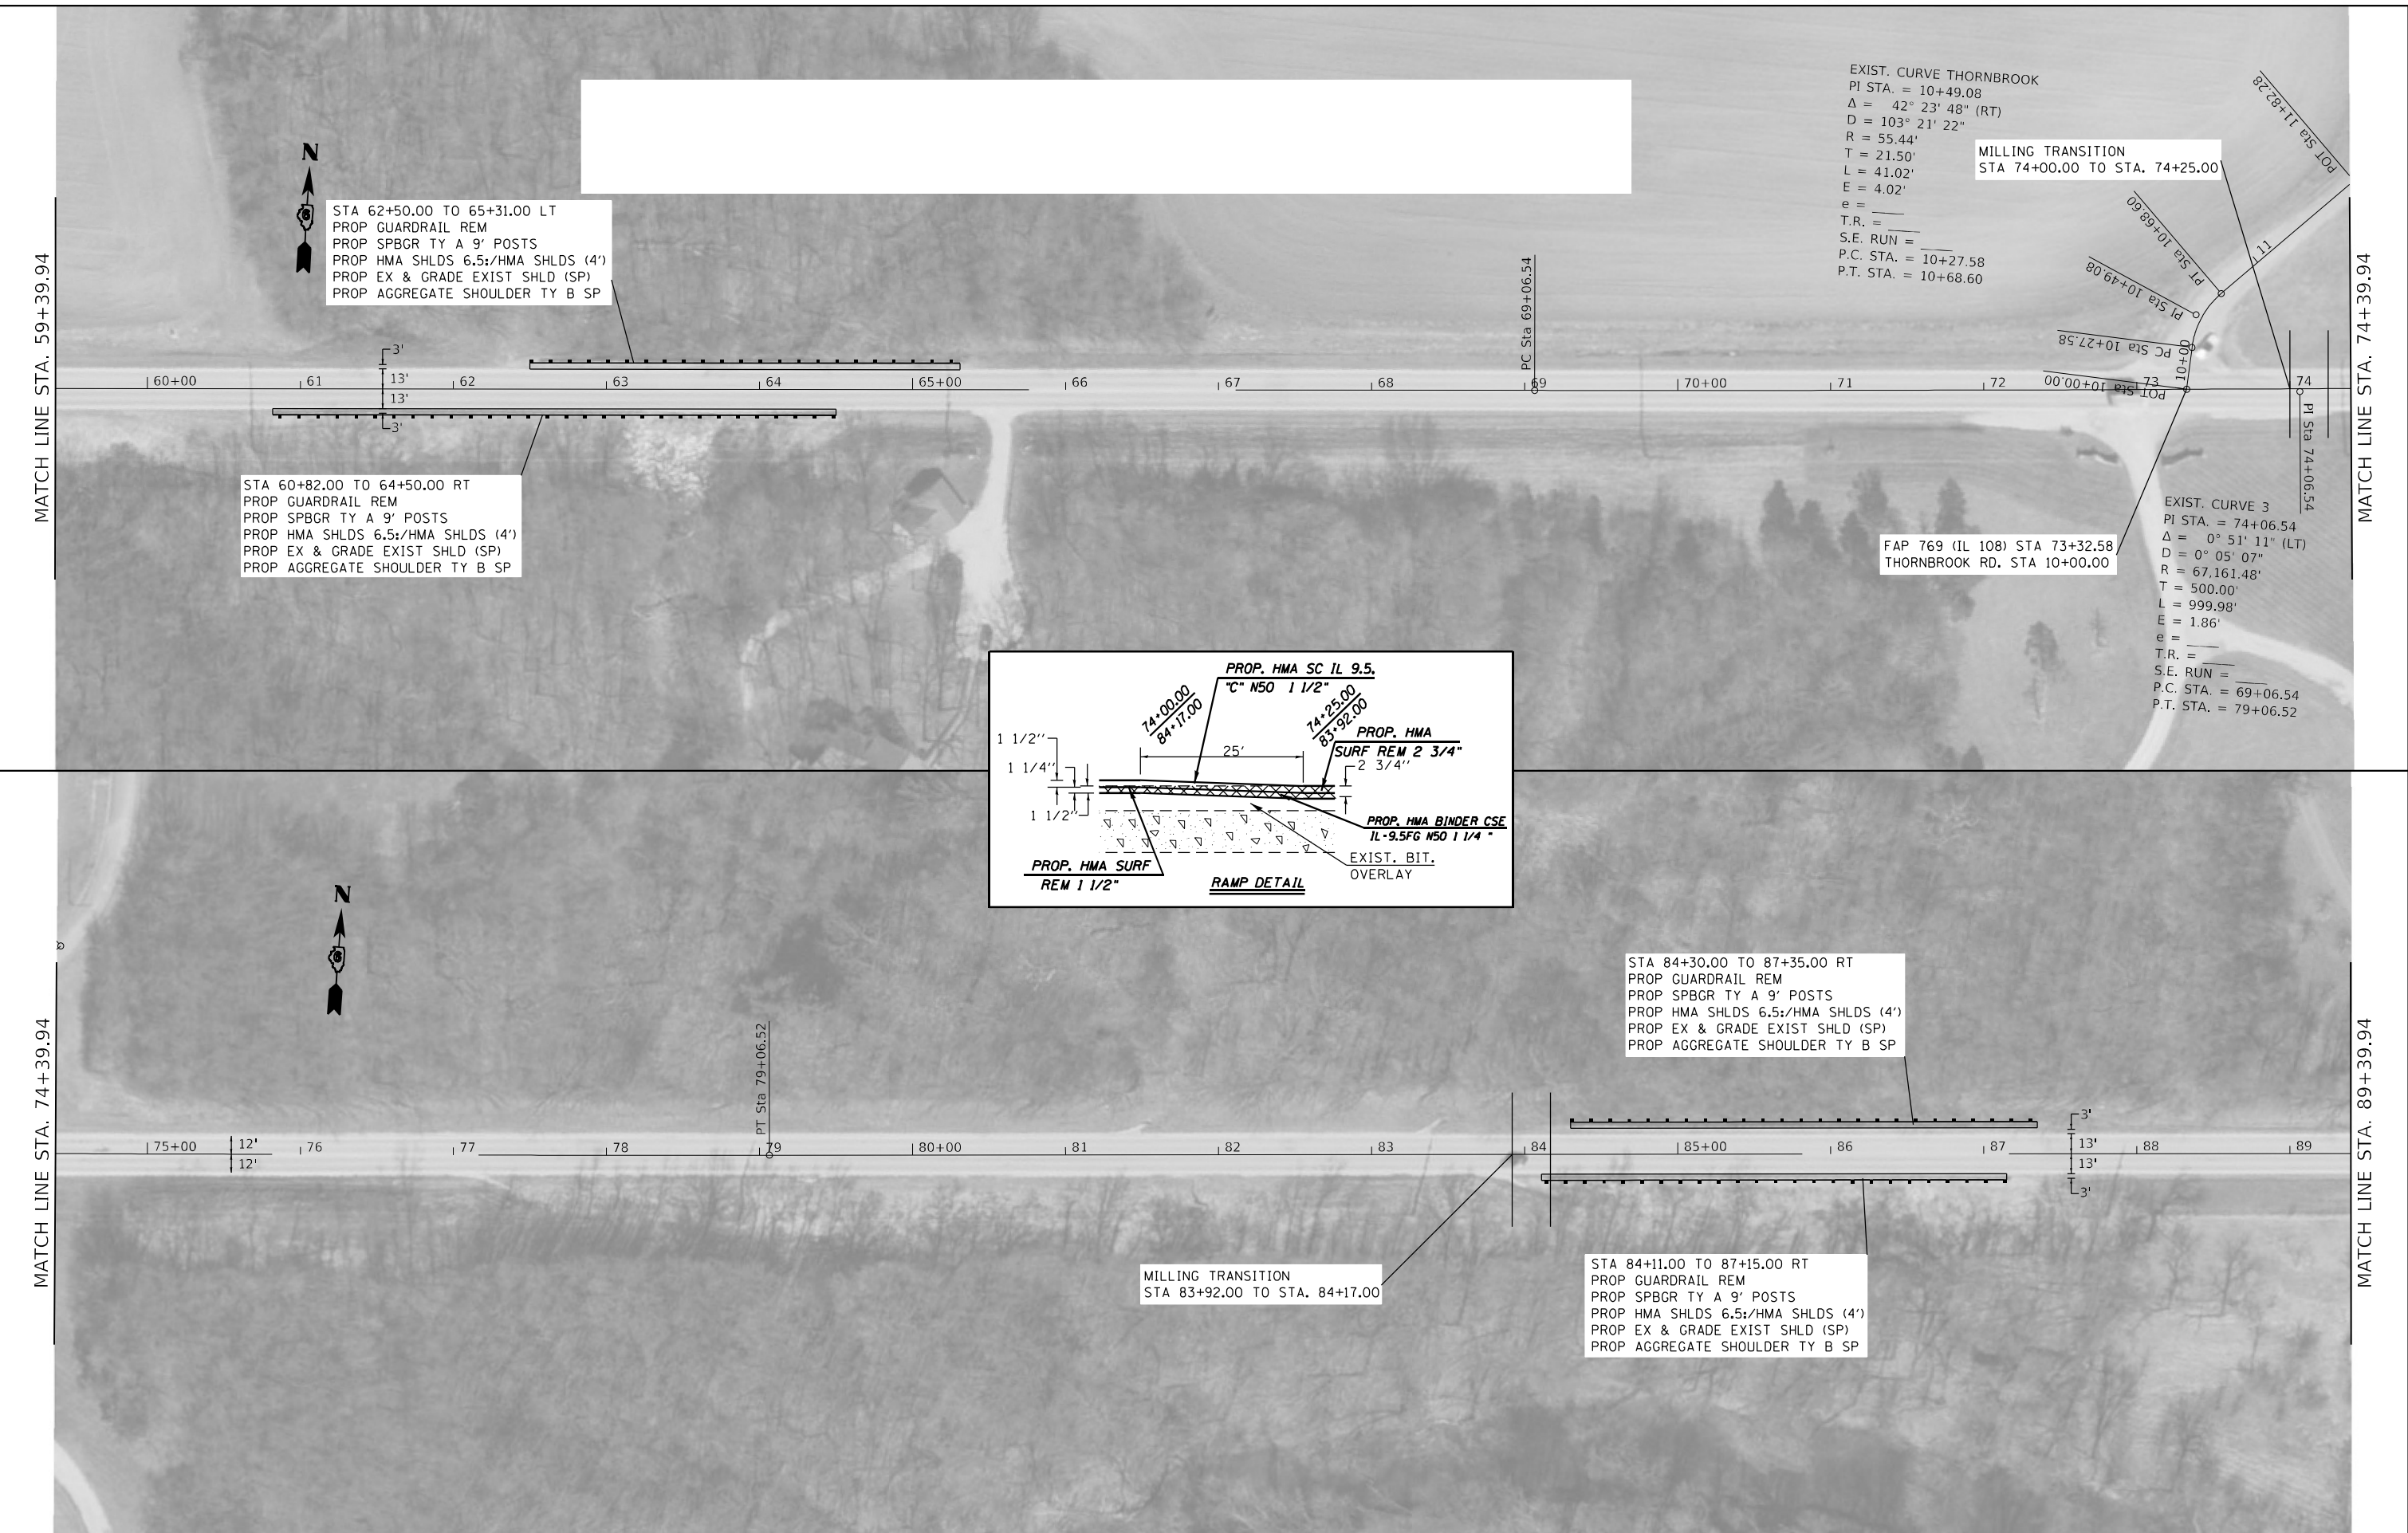 EXIST. CURVE THORNBROOK
PI STA. = 10+49.08
Δ = 42° 23' 48" (RT)
D = 103° 21' 22"
R = 55.44'
T = 21.50'
L = 41.02'
E = 4.02'
e = ____
T.R. = ____
S.E. RUN = ____
P.C. STA. = 10+27.58
P.T. STA. = 10+68.60
MILLING TRANSITION
STA 74+00.00 TO STA. 74+25.00
POT Sta 11+82.28
PT Sta 10+68.60
PI Sta 10+49.08
PC Sta 10+27.58
POT Sta 10+00.00
11
10+00
N
6
STA 62+50.00 TO 65+31.00 LT
PROP GUARDRAIL REM
PROP SPBGR TY A 9' POSTS
PROP HMA SHLDS 6.5:/HMA SHLDS (4')
PROP EX & GRADE EXIST SHLD (SP)
PROP AGGREGATE SHOULDER TY B SP
MATCH LINE STA. 59+39.94
MATCH LINE STA. 74+39.94
PC Sta 69+06.54
3'
13'
13'
3'
60+00 61 62 63 64 65+00 66 67 68 69 70+00 71 72 73 74
PI Sta 74+06.54
STA 60+82.00 TO 64+50.00 RT
PROP GUARDRAIL REM
PROP SPBGR TY A 9' POSTS
PROP HMA SHLDS 6.5:/HMA SHLDS (4')
PROP EX & GRADE EXIST SHLD (SP)
PROP AGGREGATE SHOULDER TY B SP
FAP 769 (IL 108) STA 73+32.58
THORNBROOK RD. STA 10+00.00
EXIST. CURVE 3
PI STA. = 74+06.54
Δ = 0° 51' 11" (LT)
D = 0° 05' 07"
R = 67,161.48'
T = 500.00'
L = 999.98'
E = 1.86'
e = ____
T.R. = ____
S.E. RUN = ____
P.C. STA. = 69+06.54
P.T. STA. = 79+06.52
PROP. HMA SC IL 9.5.
"C" N50 1 1/2"
74+00.00
84+17.00
74+25.00
83+92.00
PROP. HMA
SURF REM 2 3/4"
1 1/2"
25'
1 1/4"
2 3/4"
1 1/2"
PROP. HMA BINDER CSE
IL-9.5FG N50 1 1/4 "
EXIST. BIT.
OVERLAY
PROP. HMA SURF
REM 1 1/2"
RAMP DETAIL
N
6
STA 84+30.00 TO 87+35.00 RT
PROP GUARDRAIL REM
PROP SPBGR TY A 9' POSTS
PROP HMA SHLDS 6.5:/HMA SHLDS (4')
PROP EX & GRADE EXIST SHLD (SP)
PROP AGGREGATE SHOULDER TY B SP
MATCH LINE STA. 74+39.94
MATCH LINE STA. 89+39.94
PT Sta 79+06.52
12'
12'
75+00 76 77 78 79 80+00 81 82 83 84 85+00 86 87 88 89
3'
13'
13'
3'
MILLING TRANSITION
STA 83+92.00 TO STA. 84+17.00
STA 84+11.00 TO 87+15.00 RT
PROP GUARDRAIL REM
PROP SPBGR TY A 9' POSTS
PROP HMA SHLDS 6.5:/HMA SHLDS (4')
PROP EX & GRADE EXIST SHLD (SP)
PROP AGGREGATE SHOULDER TY B SP